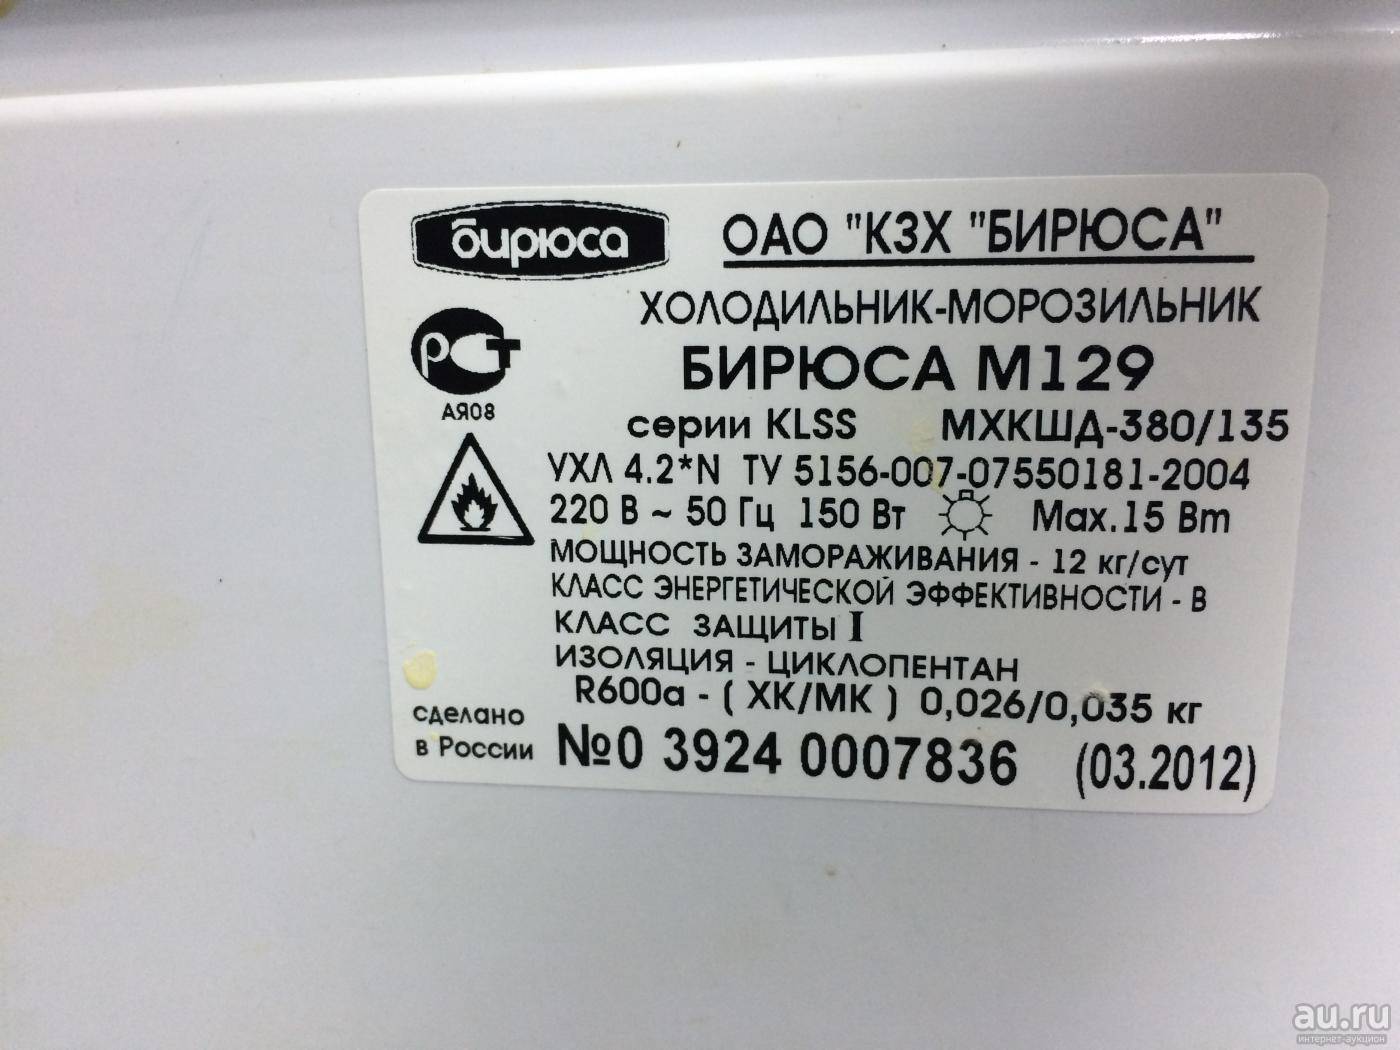 бирюса
ОАО "КЗХ "БИРЮСА"
ХОЛОДИЛЬНИК-МОРОЗИЛЬНИК
БИРЮСА М129
РСТ
АЯ08
серии KLSS МХКШД-380/135
УХЛ 4.2*N ТУ 5156-007-07550181-2004
220 В ~ 50 Гц 150 Вт Max.15 Вт
МОЩНОСТЬ ЗАМОРАЖИВАНИЯ - 12 кг/сут
КЛАСС ЭНЕРГЕТИЧЕСКОЙ ЭФФЕКТИВНОСТИ - В
КЛАСС ЗАЩИТЫ I
ИЗОЛЯЦИЯ - ЦИКЛОПЕНТАН
R600a - ( ХК/МК ) 0,026/0,035 кг
сделано
в России
№0 3924 0007836 (03.2012)
au.ru
интернет-аукцион